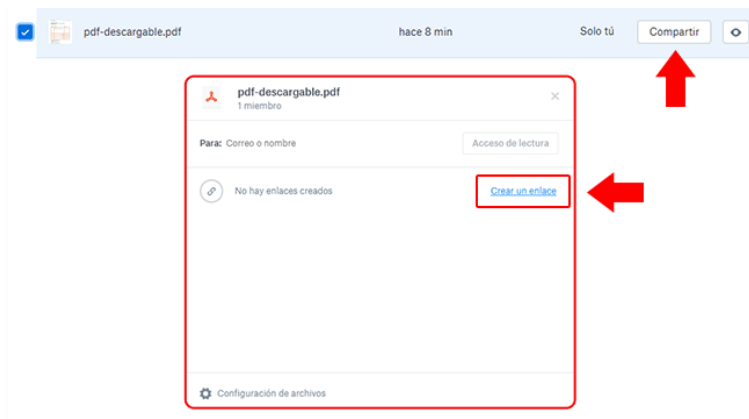 pdf-descargable.pdf hace 8 min Solo tú Compartir
pdf-descargable.pdf
1 miembro
Para: Correo o nombre Acceso de lectura
No hay enlaces creados Crear un enlace
Configuración de archivos